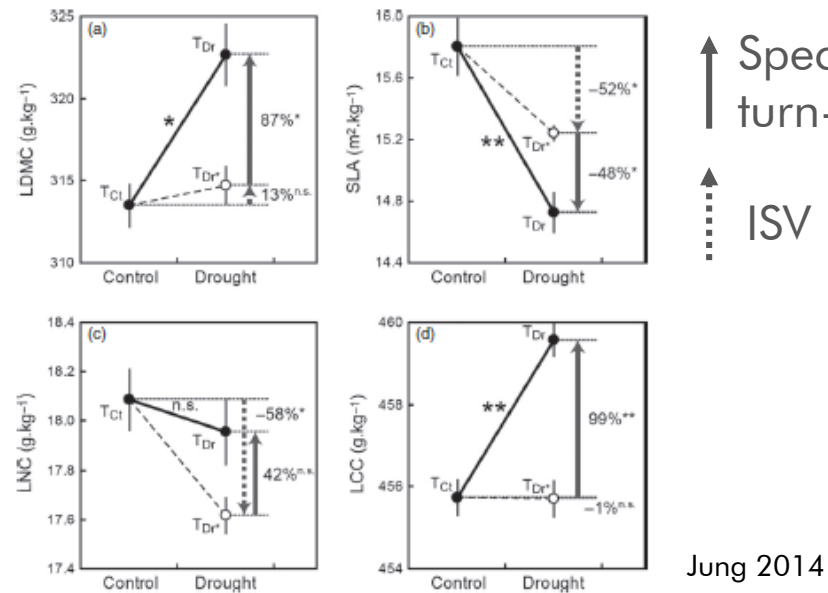 (a)
LDMC (g.kg⁻¹)
325
320
315
310
T_Ct
T_Dr
T_Dr*
*
87%*
13%ⁿ·ˢ·
Control Drought
(b)
SLA (m².kg⁻¹)
16.0
15.6
15.2
14.8
14.4
T_Ct
T_Dr*
T_Dr
**
–52%*
–48%*
Control Drought
turn-
ISV
(c)
LNC (g.kg⁻¹)
18.4
18.2
18.0
17.8
17.6
17.4
T_Ct
n.s.
T_Dr
T_Dr*
–58%*
42%ⁿ·ˢ·
Control Drought
(d)
LCC (g.kg⁻¹)
460
458
456
454
T_Ct
T_Dr
T_Dr*
**
99%**
–1%ⁿ·ˢ·
Control Drought
Jung 2014